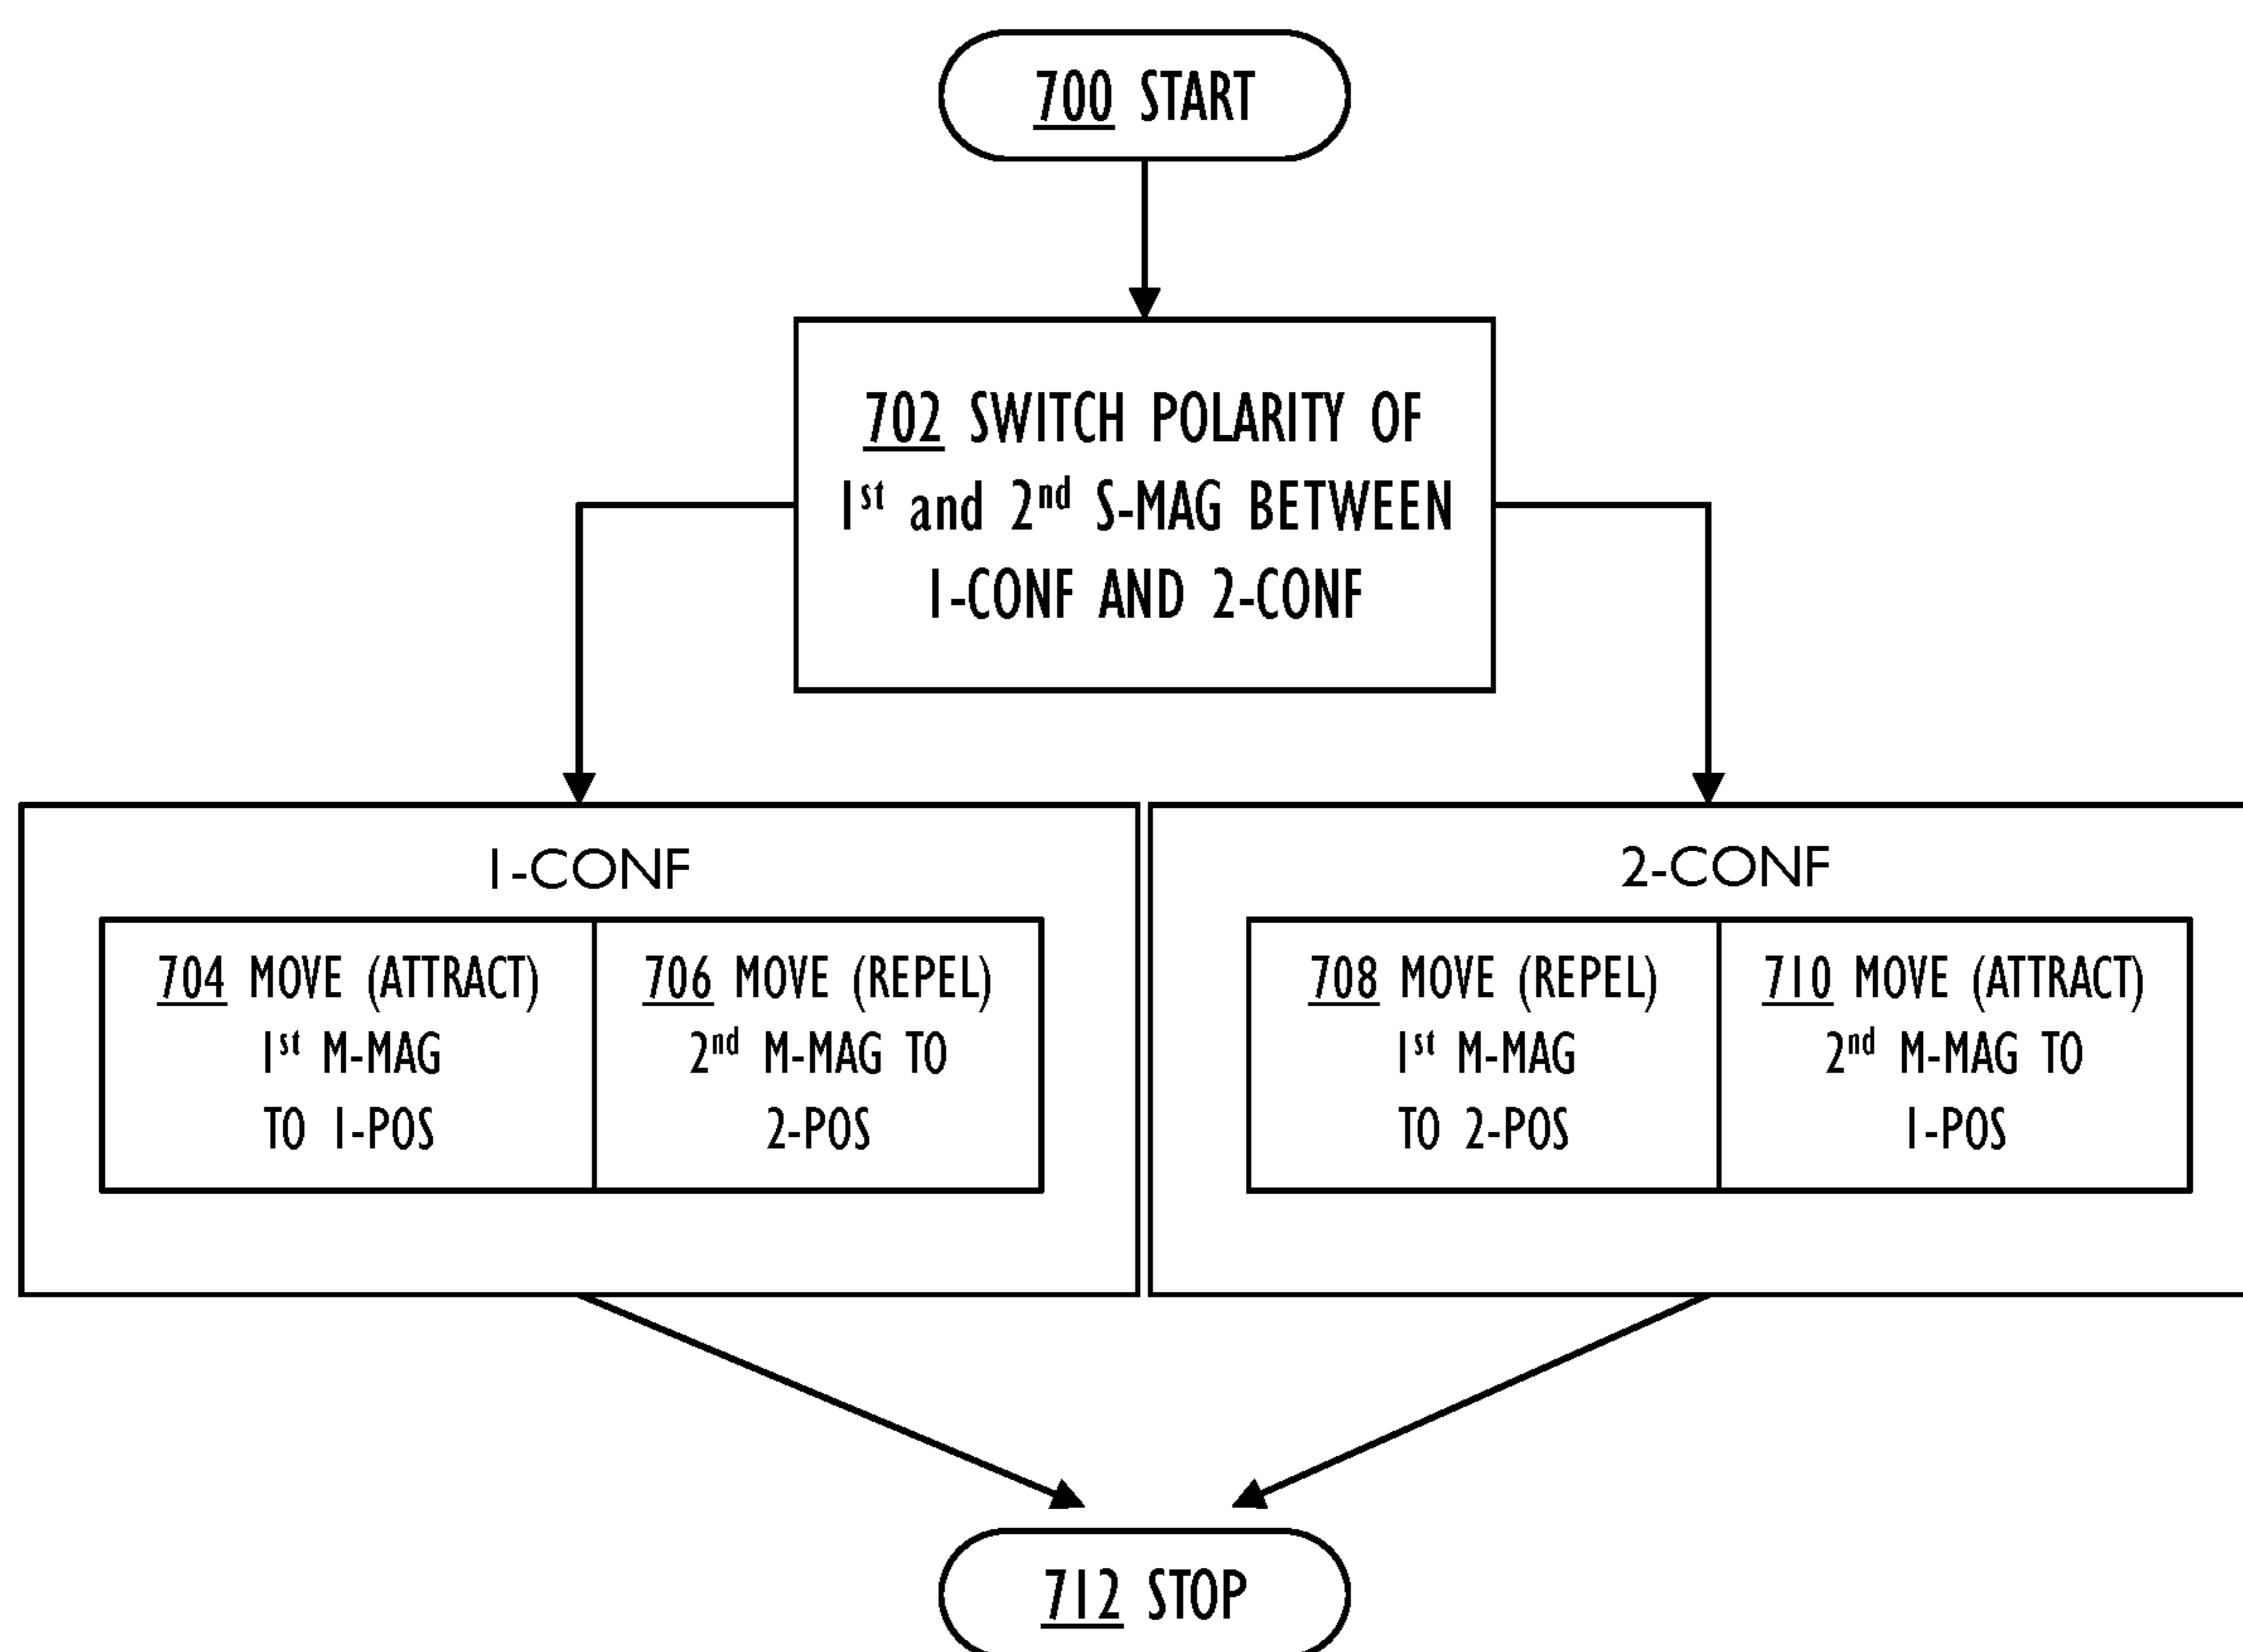 700 START
702 SWITCH POLARITY OF
1st and 2nd S-MAG BETWEEN
1-CONF AND 2-CONF
1-CONF
704 MOVE (ATTRACT)
1st M-MAG
TO 1-POS
706 MOVE (REPEL)
2nd M-MAG TO
2-POS
2-CONF
708 MOVE (REPEL)
1st M-MAG
TO 2-POS
710 MOVE (ATTRACT)
2nd M-MAG TO
1-POS
712 STOP